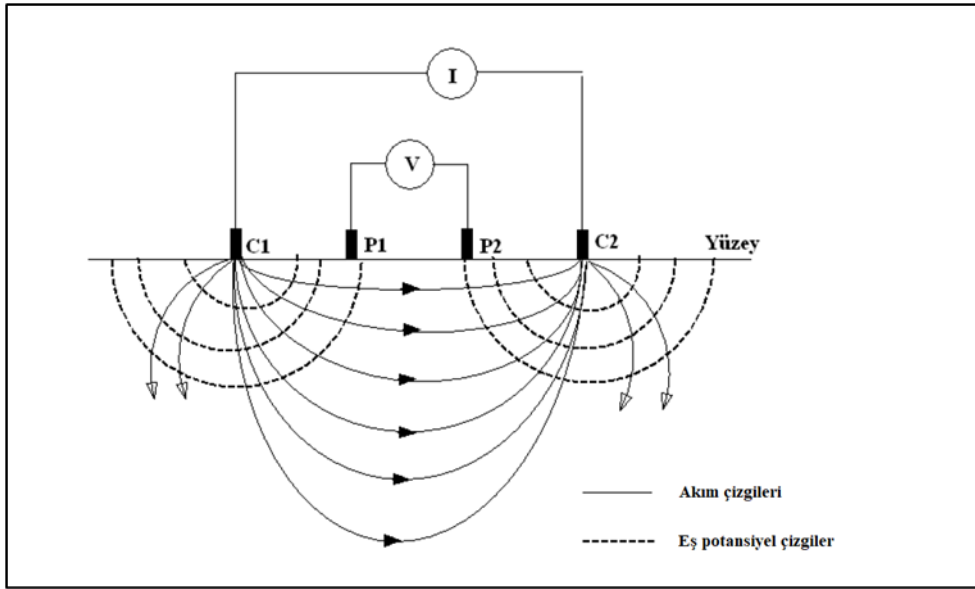 I
V
C1
P1
P2
C2
Yüzey
Akım çizgileri
Eş potansiyel çizgiler